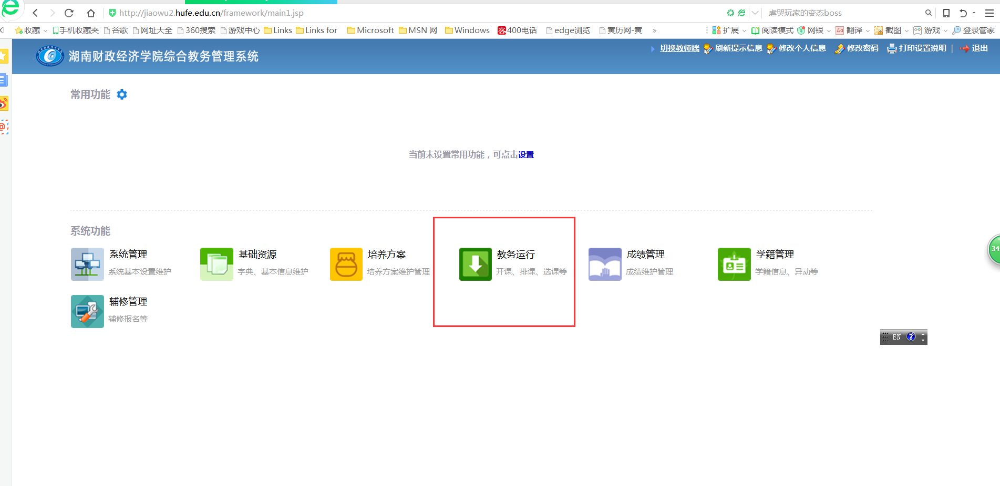 http://jiaowu2.hufe.edu.cn/framework/main1.jsp
虐哭玩家的变态boss
收藏 手机收藏夹 谷歌 网址大全 360搜索 游戏中心 Links Links for Microsoft MSN 网 Windows 客 400电话 edge浏览 黄历网-黄 » 扩展 阅读模式 网银 Aa 翻译 截图 游戏 登录管家
湖南财政经济学院综合教务管理系统
切换教师端 刷新提示信息 修改个人信息 修改密码 打印设置说明 | 退出
常用功能
当前未设置常用功能，可点击设置
系统功能
系统管理
系统基本设置维护
基础资源
字典、基本信息维护
培养方案
培养方案维护管理
教务运行
开课、排课、选课等
成绩管理
成绩维护管理
学籍管理
学籍信息、异动等
34
辅修管理
辅修报名等
EN ?